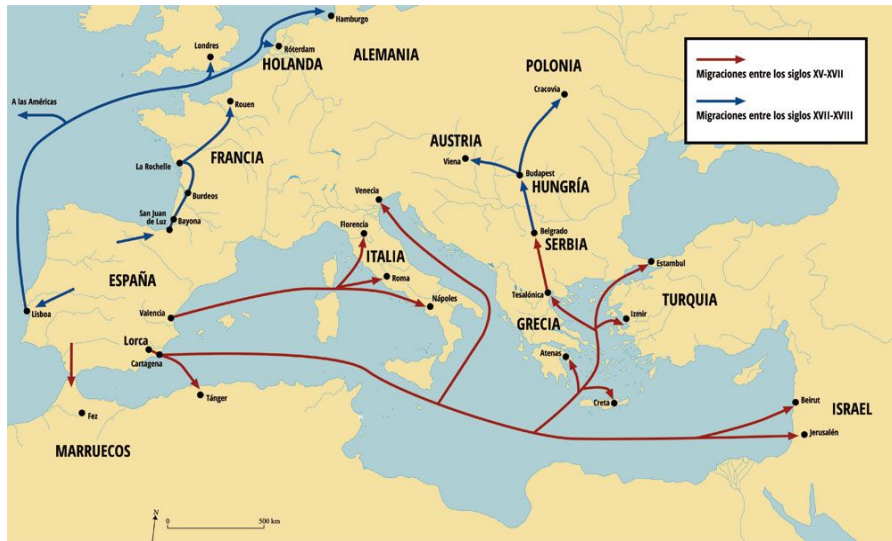 Hamburgo
Londres
Róterdam
HOLANDA
ALEMANIA
POLONIA
Cracovia
Migraciones entre los siglos XV-XVII
Migraciones entre los siglos XVII-XVIII
A las Américas
Rouen
La Rochelle
FRANCIA
AUSTRIA
Viena
Budapest
HUNGRÍA
Burdeos
San Juan
de Luz
Bayona
Venecia
Florencia
Belgrado
SERBIA
ITALIA
Roma
Estambul
ESPAÑA
Nápoles
Tesalónica
TURQUIA
Lisboa
Valencia
Izmir
GRECIA
Lorca
Cartagena
Atenas
Tánger
Creta
Beirut
ISRAEL
Fez
Jerusalén
MARRUECOS
N
0
500 km